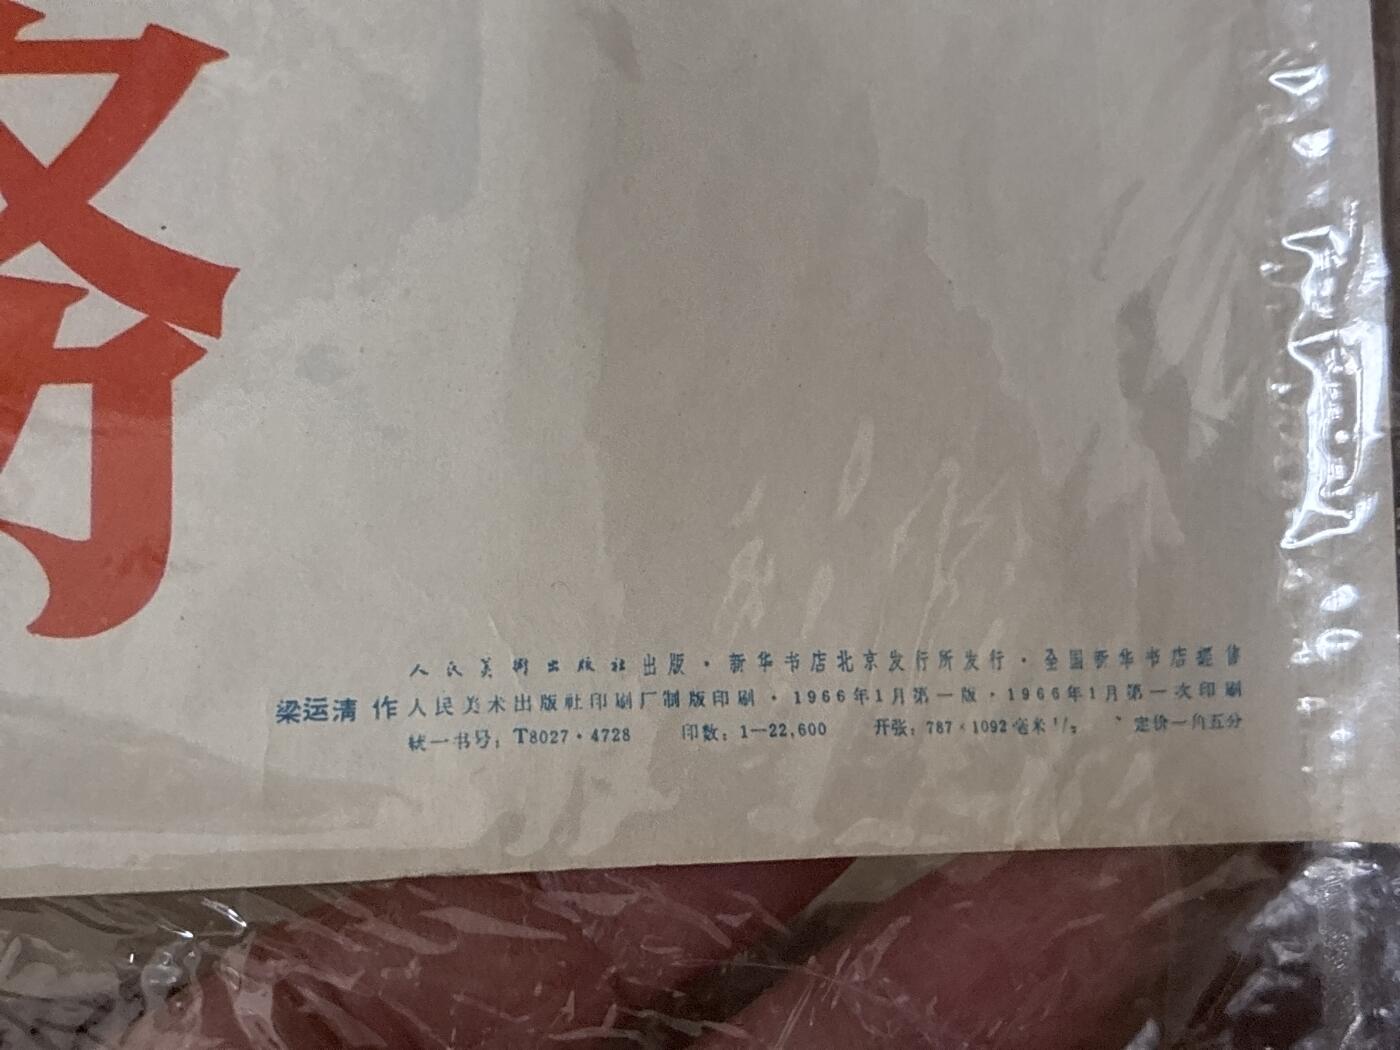 务
人民美術出版社出版·新华书店北京发行所发行·全国新华书店經售
梁运清 作 人民美术出版社印刷厂制版印刷·1966年1月第一版·1966年1月第一次印刷
统一书号：T8027·4728 印数：1—22,600 开张：787×1092毫米 定价一角五分